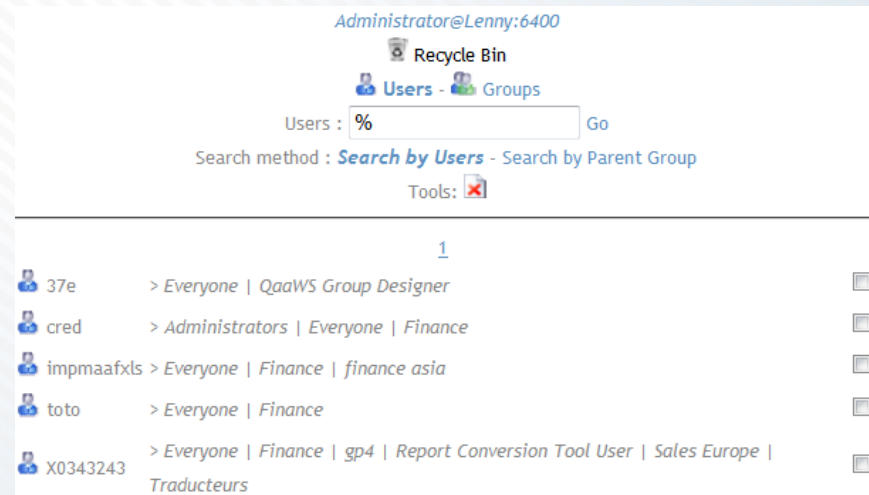 Administrator@Lenny:6400
Recycle Bin
Users - Groups
Users : % Go
Search method : Search by Users - Search by Parent Group
Tools:
1
37e > Everyone | QaaWS Group Designer
cred > Administrators | Everyone | Finance
impmaafxls > Everyone | Finance | finance asia
toto > Everyone | Finance
X0343243 > Everyone | Finance | gp4 | Report Conversion Tool User | Sales Europe |
Traducteurs